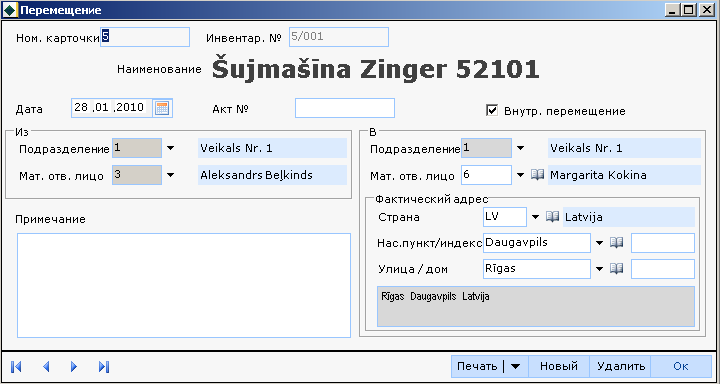 Перемещение
Ном. карточки 5 Инвентар. № 5/001
Наименование Šujmašīna Zinger 52101
Дата 28 ,01 ,2010 Акт № Внутр. перемещение
Из
Подразделение 1 Veikals Nr. 1
Мат. отв. лицо 3 Aleksandrs Beļkinds
Примечание
В
Подразделение 1 Veikals Nr. 1
Мат. отв. лицо 6 Margarita Kokina
Фактический адрес
Страна LV Latvija
Нас.пункт/индекс Daugavpils
Улица / дом Rīgas
Rīgas Daugavpils Latvija
Печать Новый Удалить Ок